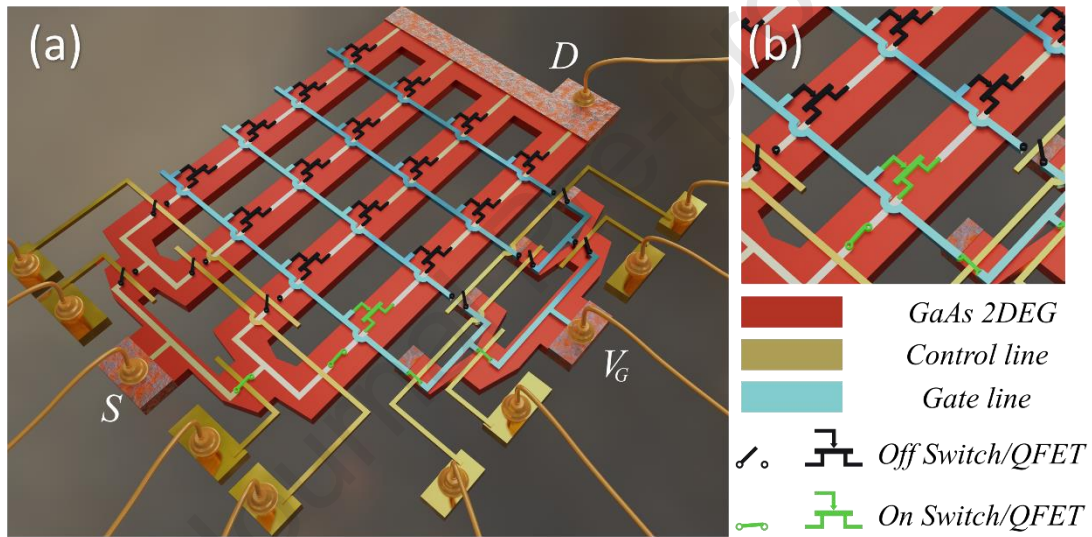 (a)
D
S
V_G
(b)
GaAs 2DEG
Control line
Gate line
Off Switch/QFET
On Switch/QFET